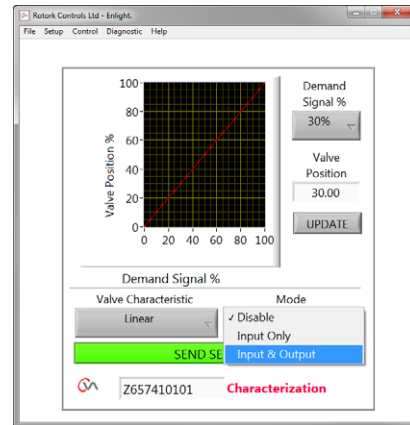 Rotork Controls Ltd - Enlight.
File Setup Control Diagnostic Help
100
80
60
40
20
0
Valve Position %
0 20 40 60 80 100
Demand Signal %
Demand
Signal %
30%
Valve
Position
30.00
UPDATE
Valve Characteristic
Linear
Mode
✓ Disable
Input Only
Input & Output
SEND SE
Z657410101
Characterization